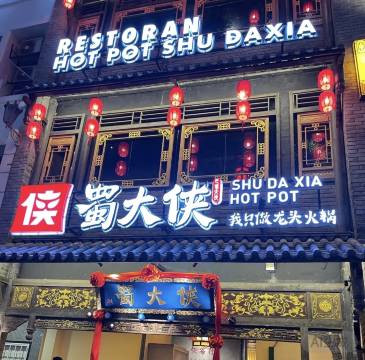 RESTORAN
HOT POT SHU DAXIA
侠
蜀大侠
SHU DA XIA
HOT POT
我只做龙头火锅
蜀大侠